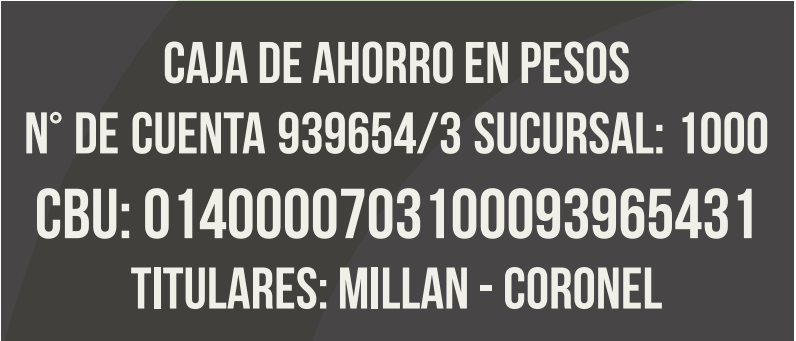 CAJA DE AHORRO EN PESOS
N° DE CUENTA 939654/3 SUCURSAL: 1000
CBU: 0140000703100093965431
TITULARES: MILLAN - CORONEL